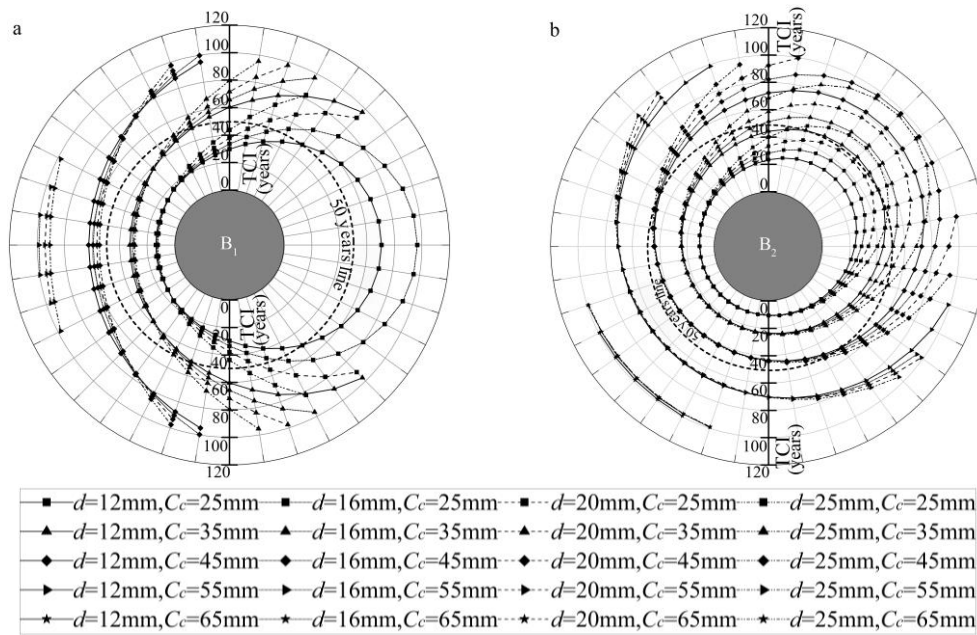 a
120
100
80
60
40
20
0
TCI
(years)
B1
50 years line
0
20
40
60
80
100
120
TCI
(years)
b
120
100
80
60
40
20
0
TCI
(years)
B2
50 years line
0
20
40
60
80
100
120
TCI
(years)
d=12mm,Cc=25mm d=16mm,Cc=25mm d=20mm,Cc=25mm d=25mm,Cc=25mm
d=12mm,Cc=35mm d=16mm,Cc=35mm d=20mm,Cc=35mm d=25mm,Cc=35mm
d=12mm,Cc=45mm d=16mm,Cc=45mm d=20mm,Cc=45mm d=25mm,Cc=45mm
d=12mm,Cc=55mm d=16mm,Cc=55mm d=20mm,Cc=55mm d=25mm,Cc=55mm
d=12mm,Cc=65mm d=16mm,Cc=65mm d=20mm,Cc=65mm d=25mm,Cc=65mm